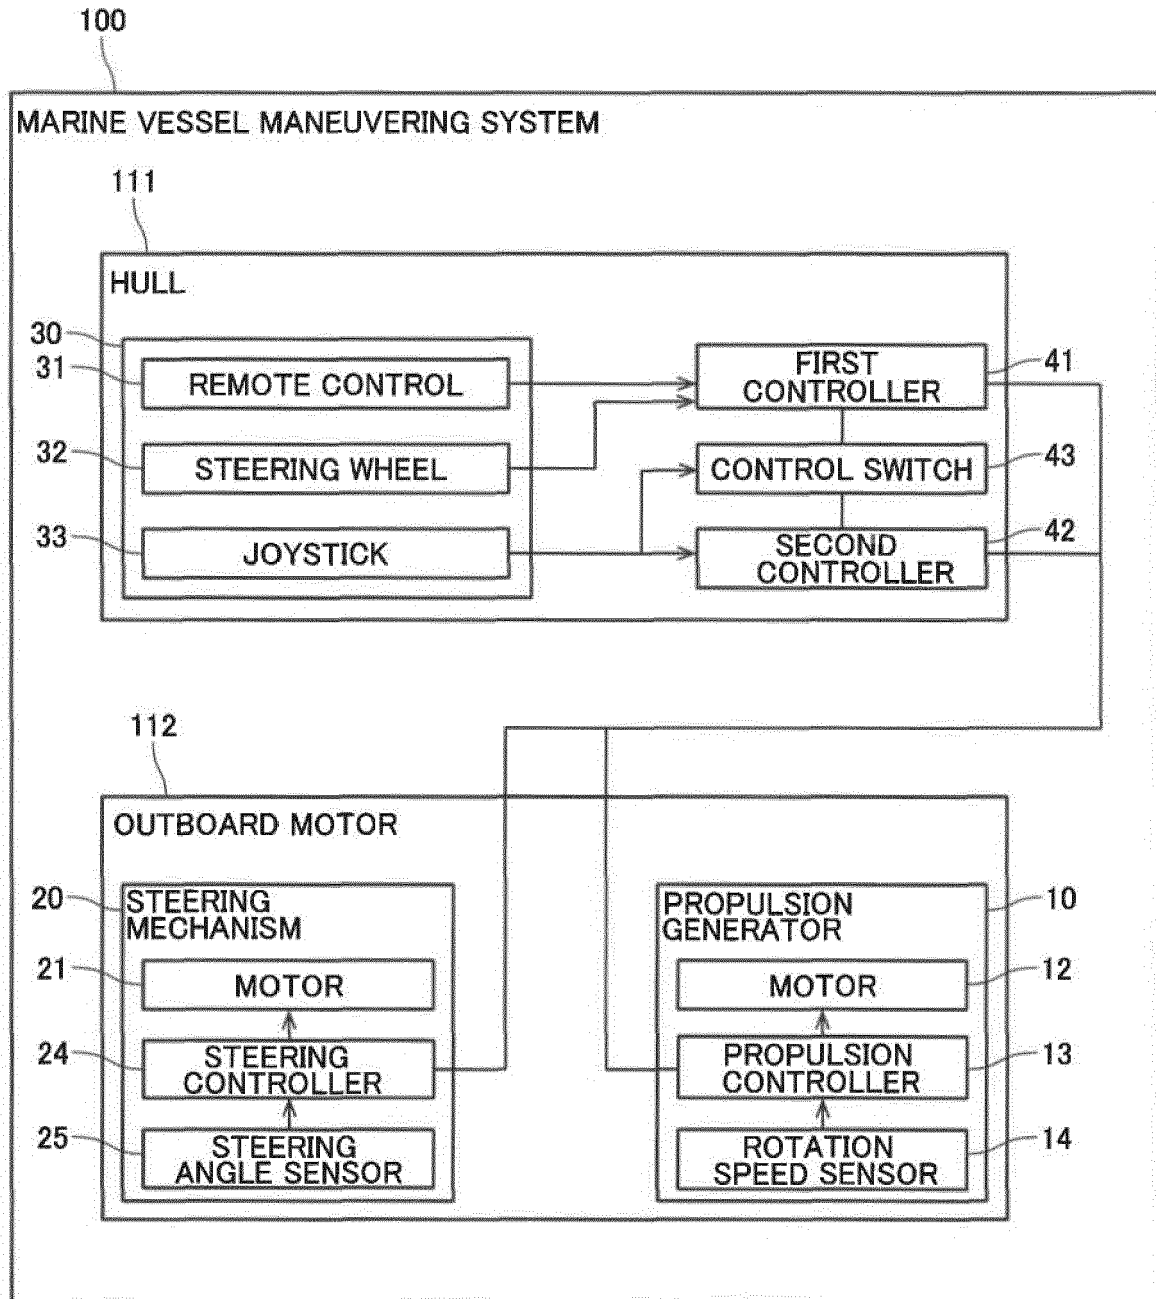 100
MARINE VESSEL MANEUVERING SYSTEM
111
HULL
30
31
REMOTE CONTROL
FIRST
CONTROLLER
41
32
STEERING WHEEL
CONTROL SWITCH
43
33
JOYSTICK
SECOND
CONTROLLER
42
112
OUTBOARD MOTOR
20
STEERING
MECHANISM
21
MOTOR
24
STEERING
CONTROLLER
25
STEERING
ANGLE SENSOR
PROPULSION
GENERATOR
10
MOTOR
12
PROPULSION
CONTROLLER
13
ROTATION
SPEED SENSOR
14